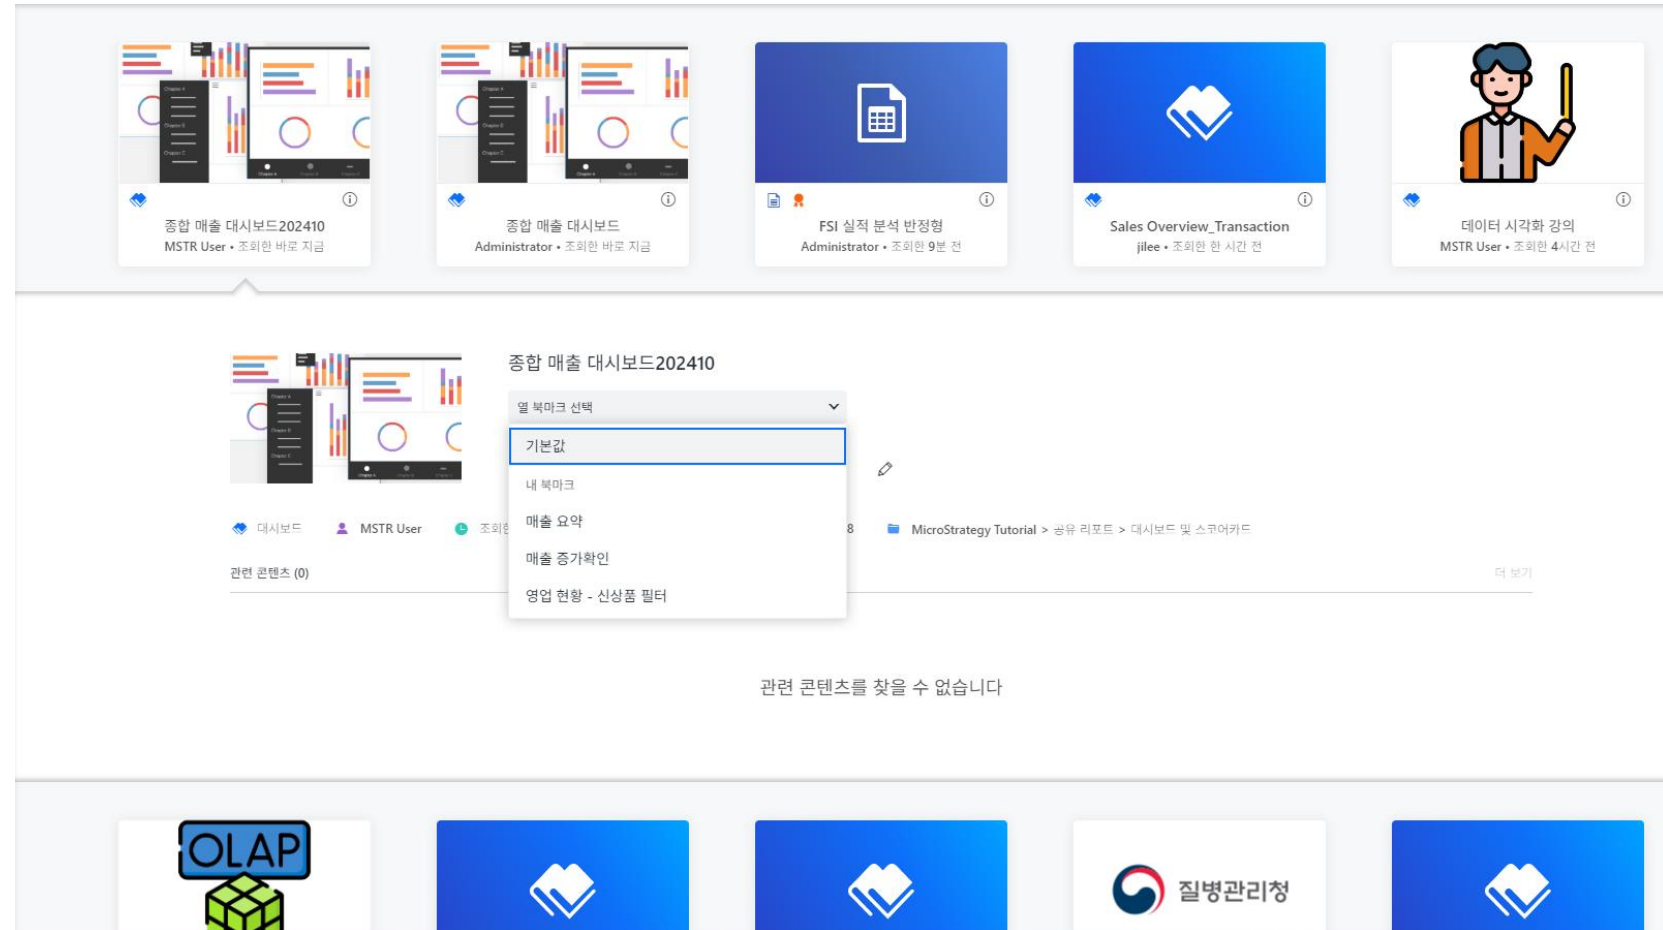 종합 매출 대시보드202410
MSTR User • 조회한 바로 지금
종합 매출 대시보드
Administrator • 조회한 바로 지금
FSI 실적 분석 반정형
Administrator • 조회한 9분 전
Sales Overview_Transaction
jilee • 조회한 한 시간 전
데이터 시각화 강의
MSTR User • 조회한 4시간 전
종합 매출 대시보드202410
열 북마크 선택
기본값
내 북마크
매출 요약
매출 증가확인
영업 현황 - 신상품 필터
대시보드
MSTR User
조회한
8
MicroStrategy Tutorial > 공유 리포트 > 대시보드 및 스코어카드
관련 콘텐츠 (0)
더 보기
관련 콘텐츠를 찾을 수 없습니다
OLAP
질병관리청